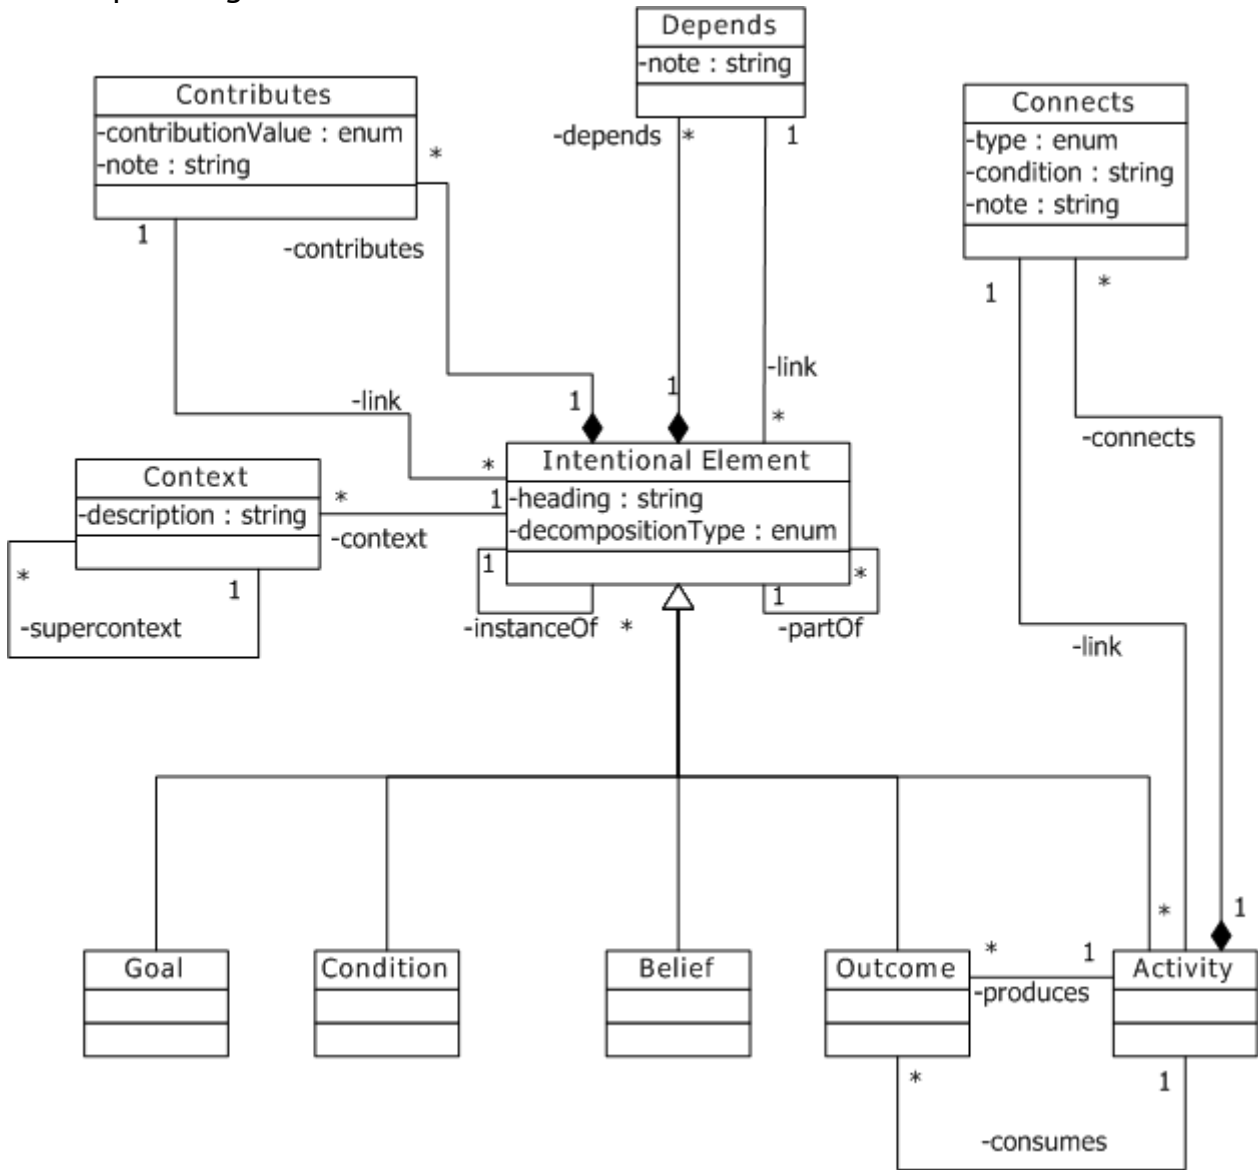 Depends
-note : string
Contributes
-contributionValue : enum
-note : string
Connects
-type : enum
-condition : string
-note : string
-depends
*
1
*
1
-contributes
1
*
-link
1
-connects
-link
1
1
*
*
Intentional Element
-heading : string
-decompositionType : enum
1
Context
-description : string
*
-context
*
1
-supercontext
1
-instanceOf
*
*
1
-partOf
-link
*
1
Goal
Condition
Belief
Outcome
Activity
*
1
-produces
*
1
-consumes